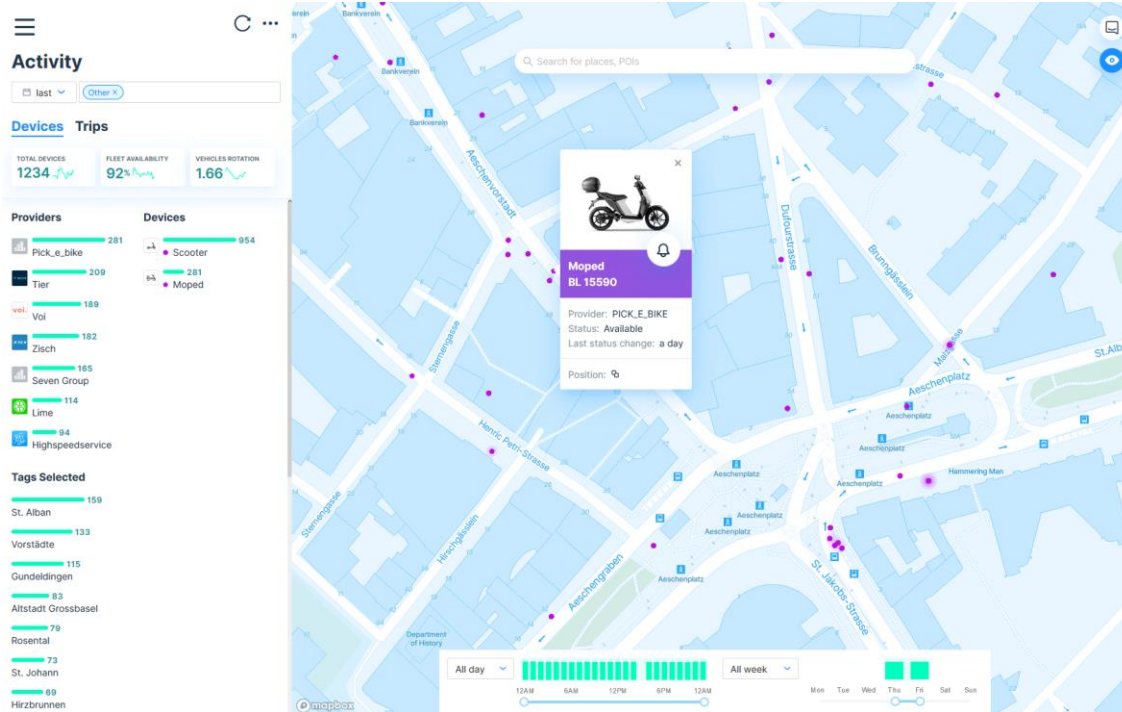 Activity
last
Other ×
Devices Trips
TOTAL DEVICES
1234
FLEET AVAILABILITY
92%
VEHICLES ROTATION
1.66
Providers
281
Pick_e_bike
209
Tier
voi.
189
Voi
182
Zisch
165
Seven Group
114
Lime
94
Highspeedservice
Devices
954
Scooter
281
Moped
Tags Selected
159
St. Alban
133
Vorstädte
115
Gundeldingen
83
Altstadt Grossbasel
79
Rosental
73
St. Johann
69
Hirzbrunnen
Search for places, POIs
Bankverein
Bankverein
Bankverein
Aeschenvorstadt
Sternengasse
Sternengasse
Henric Petri-Strasse
Hirschgässlein
Aeschengraben
Department
of History
Dufourstrasse
Brunngässlein
Malzgasse
Aeschenplatz
St.Alb
Aeschenplatz
Aeschenplatz
Aeschenplatz
Aeschenplatz
Aeschenplatz
Aeschenplatz
Aeschenplatz
Hammering Man
St. Jakobs-Strasse
×
Moped
BL 15590
Provider: PICK_E_BIKE
Status: Available
Last status change: a day
Position:
All day
12AM 6AM 12PM 6PM 12AM
All week
Mon Tue Wed Thu Fri Sat Sun
mapbox